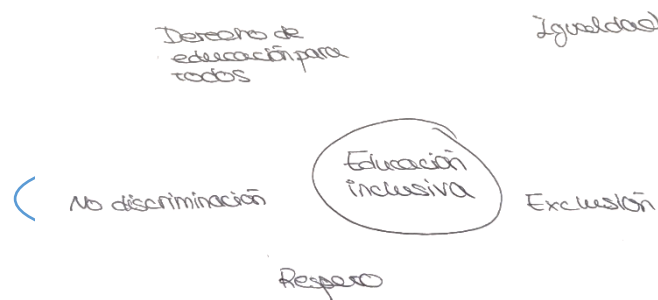 Derecho de
educación para
todos
Igualdad
Educación
inclusiva
No discriminación
Exclusión
Respeto